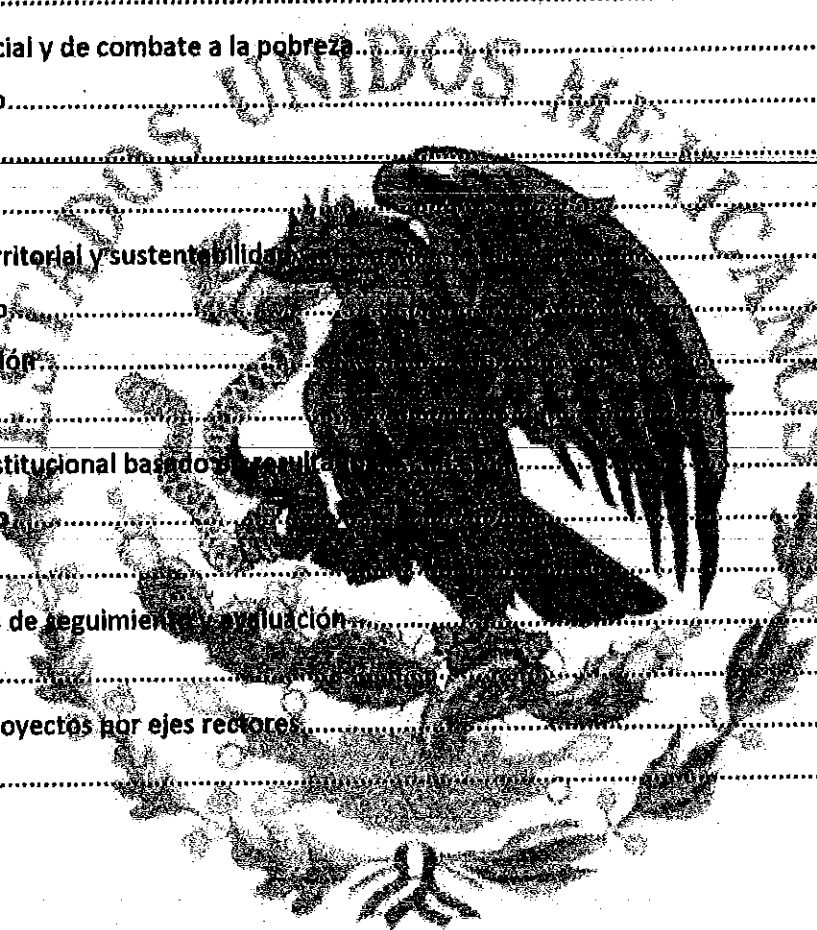 cial y de combate a la pobreza
o
rritorial y sustentabilidad
o
ión
stitucional basado en resulta
o
s de seguimiento y evaluación
oyectos por ejes rectores
ESTADOS UNIDOS MEXICANOS